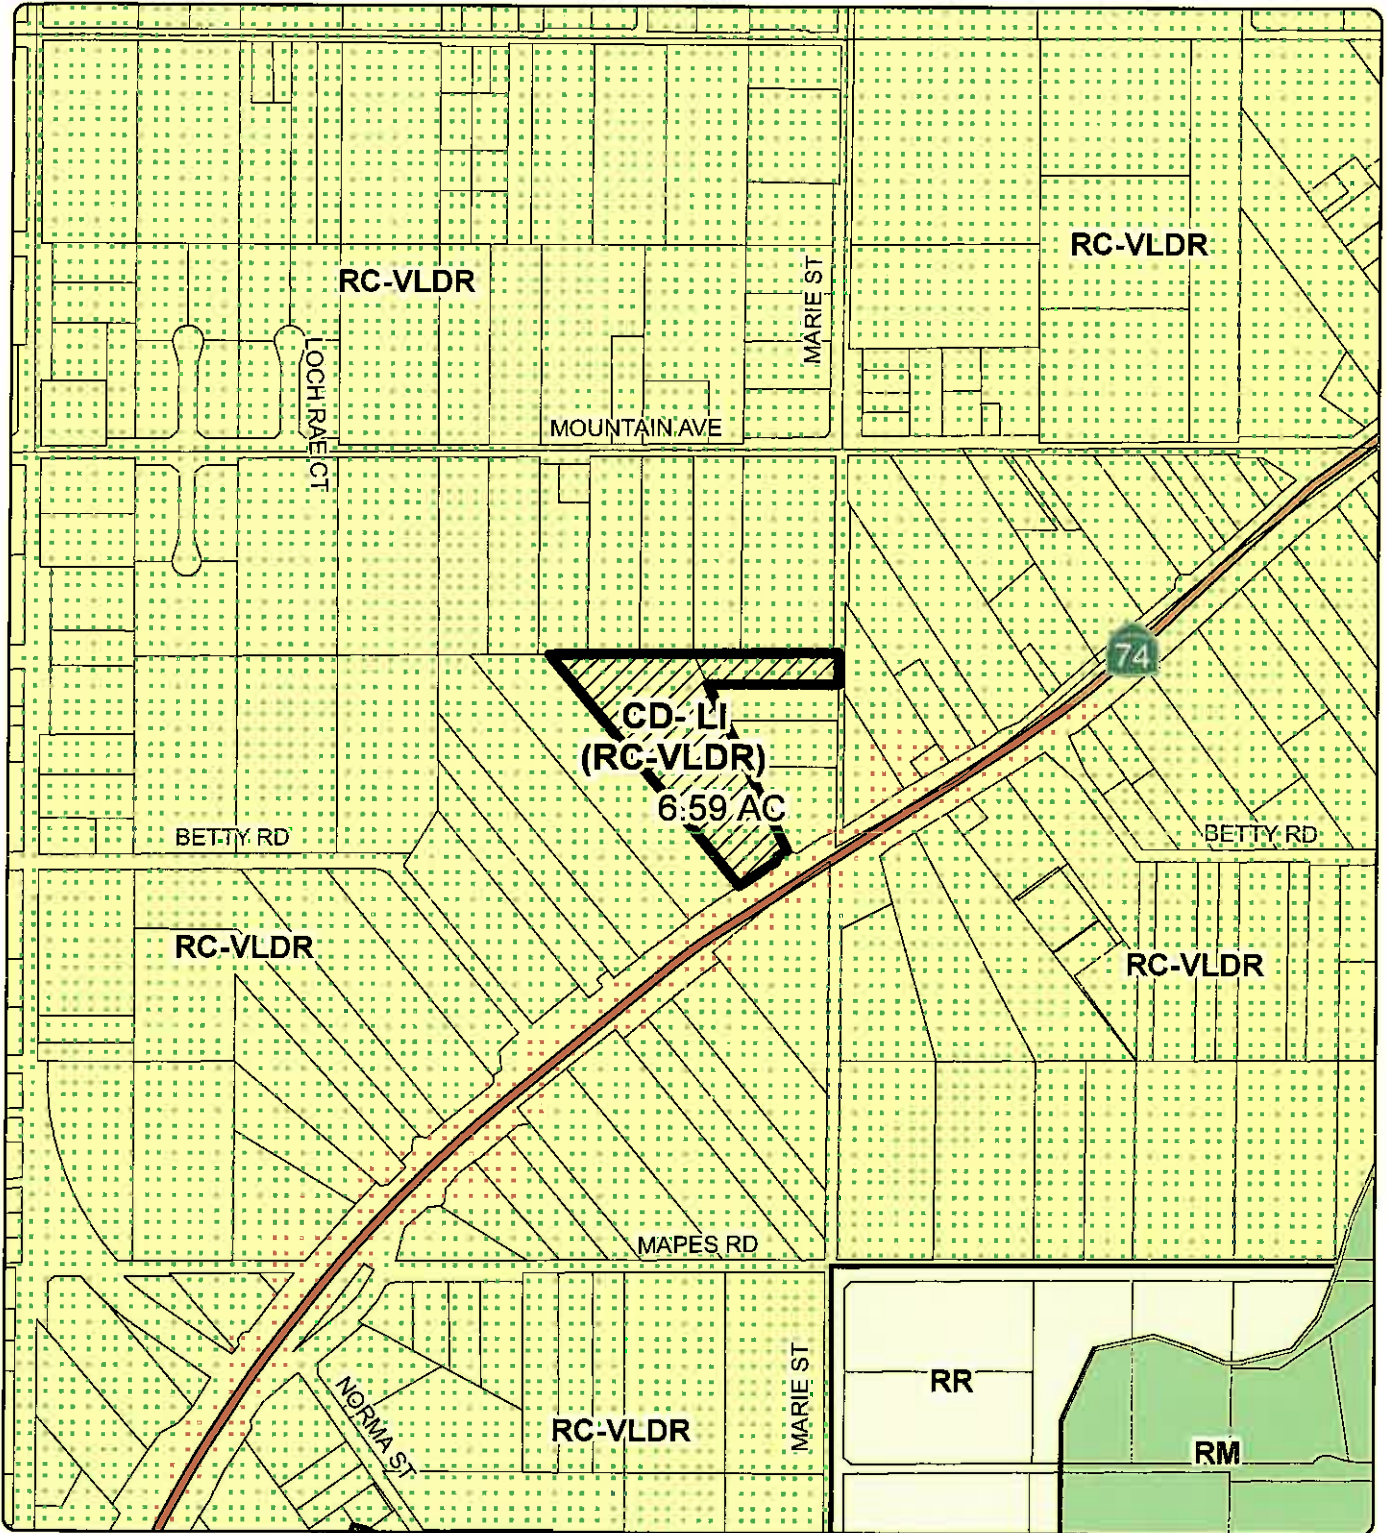 RC-VLDR
RC-VLDR
MARIE ST
LOCH RAE CT
MOUNTAIN AVE
74
CD- LI
(RC-VLDR)
6.59 AC
BETTY RD
BETTY RD
RC-VLDR
RC-VLDR
MAPES RD
MARIE ST
RR
NORMA ST
RC-VLDR
RM